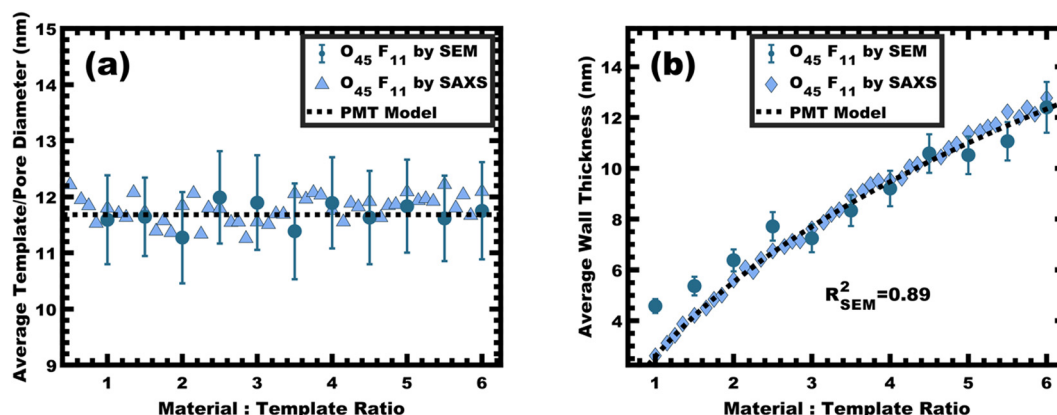 Average Template/Pore Diameter (nm)
15
14
13
12
11
10
9
(a)
O45 F11 by SEM
O45 F11 by SAXS
PMT Model
1 2 3 4 5 6
Material : Template Ratio
Average Wall Thickness (nm)
14
12
10
8
6
4
(b)
O45 F11 by SEM
O45 F11 by SAXS
PMT Model
R²SEM=0.89
1 2 3 4 5 6
Material : Template Ratio